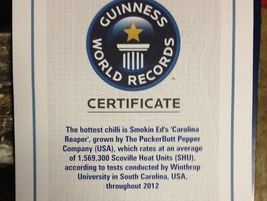 GUINNESS
WORLD RECORDS
CERTIFICATE
The hottest chilli is Smokin Ed's 'Carolina
Reaper', grown by The PuckerButt Pepper
Company (USA), which rates at an average
of 1,569,300 Scoville Heat Units (SHU),
according to tests conducted by Winthrop
University in South Carolina, USA,
throughout 2012